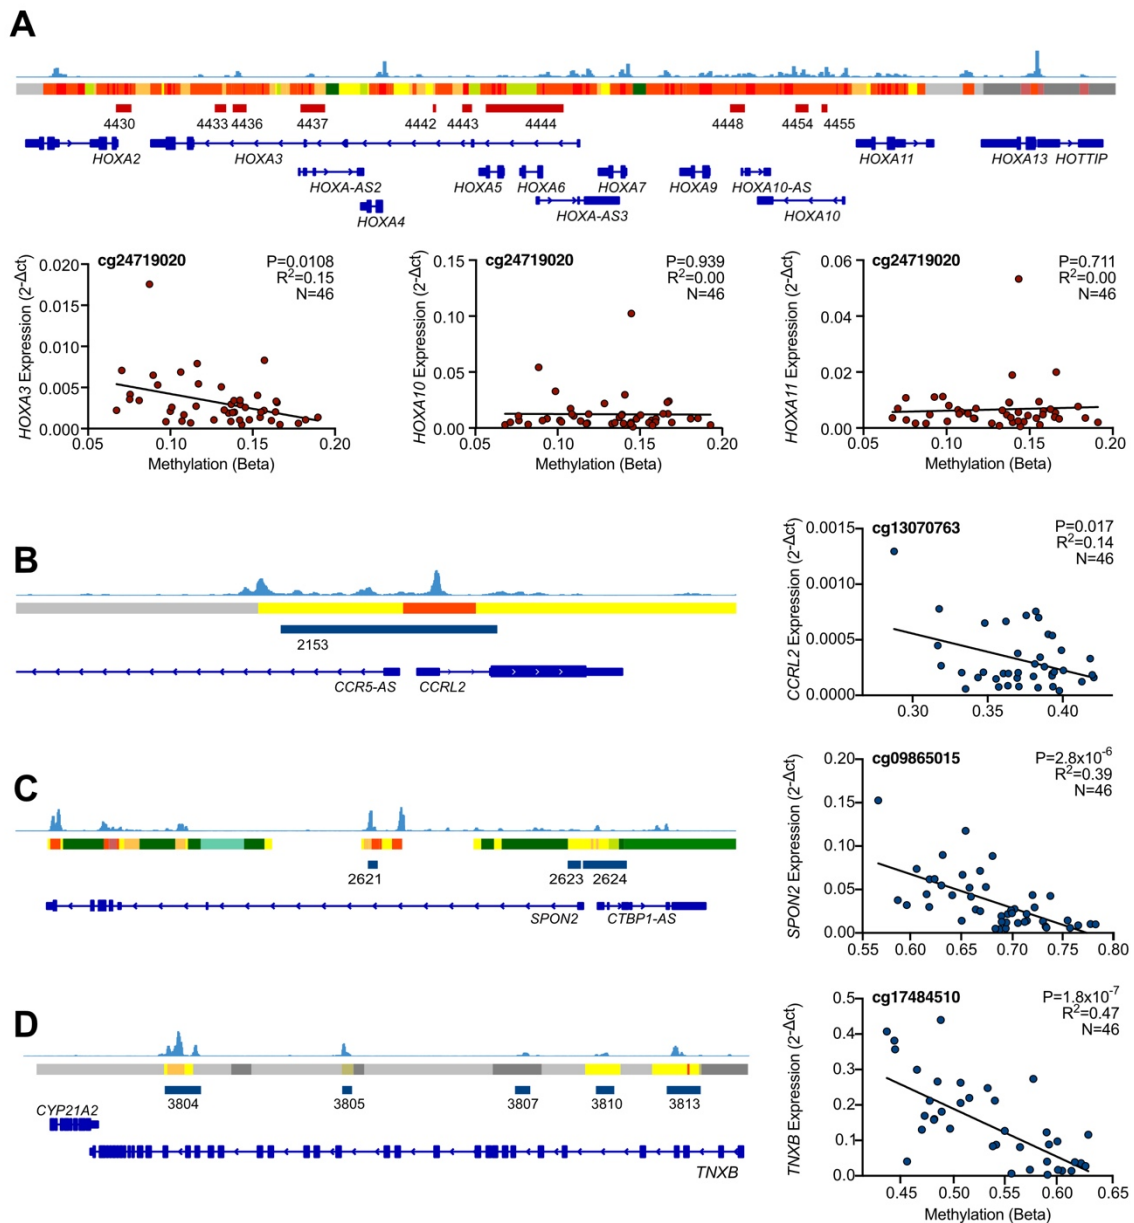 A
4430
4433
4436
4437
4442
4443
4444
4448
4454
4455
HOXA2
HOXA3
HOXA11
HOXA13
HOTTIP
HOXA-AS2
HOXA5
HOXA6
HOXA7
HOXA9
HOXA10-AS
HOXA4
HOXA-AS3
HOXA10
cg24719020
P=0.0108
R²=0.15
N=46
HOXA3 Expression (2-Δct)
0.020
0.015
0.010
0.005
0.000
0.05
0.10
0.15
0.20
Methylation (Beta)
cg24719020
P=0.939
R²=0.00
N=46
HOXA10 Expression (2-Δct)
0.15
0.10
0.05
0.00
0.05
0.10
0.15
0.20
Methylation (Beta)
cg24719020
P=0.711
R²=0.00
N=46
HOXA11 Expression (2-Δct)
0.06
0.04
0.02
0.00
0.05
0.10
0.15
0.20
Methylation (Beta)
B
2153
CCR5-AS
CCRL2
cg13070763
P=0.017
R²=0.14
N=46
CCRL2 Expression (2-Δct)
0.0015
0.0010
0.0005
0.0000
0.30
0.35
0.40
C
2621
2623
2624
SPON2
CTBP1-AS
cg09865015
P=2.8x10⁻⁶
R²=0.39
N=46
SPON2 Expression (2-Δct)
0.20
0.15
0.10
0.05
0.00
0.55
0.60
0.65
0.70
0.75
0.80
D
3804
3805
3807
3810
3813
CYP21A2
TNXB
cg17484510
P=1.8x10⁻⁷
R²=0.47
N=46
TNXB Expression (2-Δct)
0.5
0.4
0.3
0.2
0.1
0.0
0.45
0.50
0.55
0.60
0.65
Methylation (Beta)